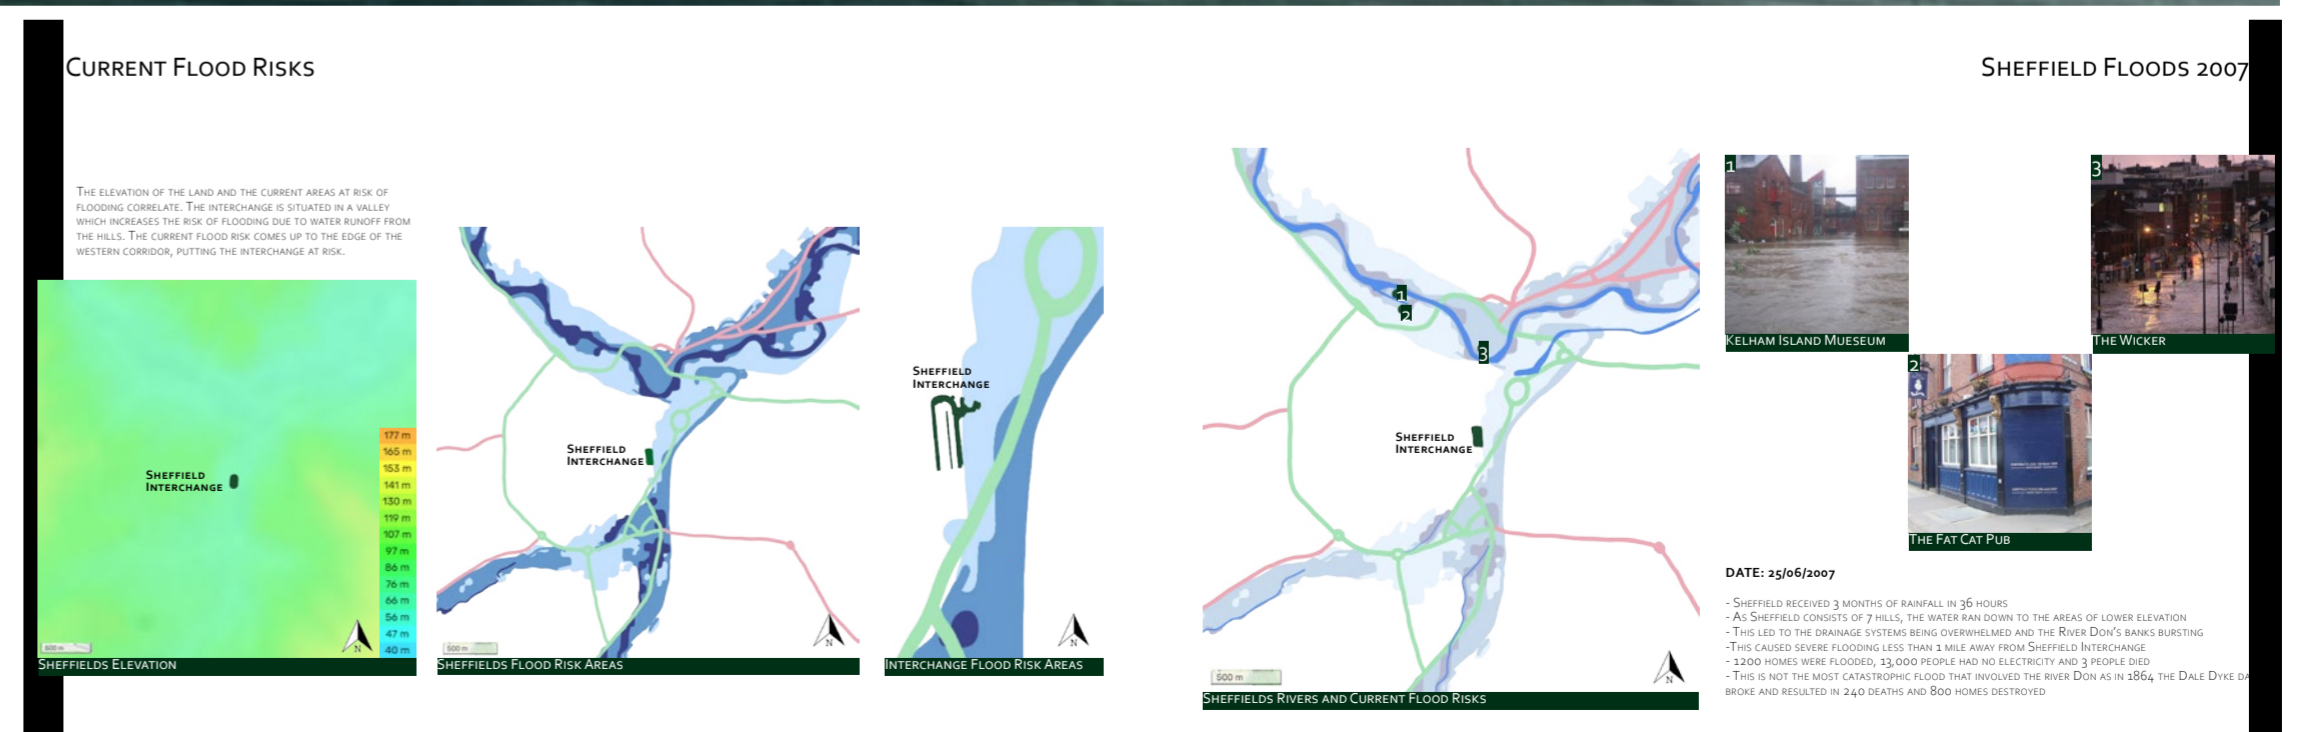 Current Flood Risks
Sheffield Floods 2007
The elevation of the land and the current areas at risk of
flooding correlate. The interchange is situated in a valley
which increases the risk of flooding due to water runoff from
the hills. The current flood risk comes up to the edge of the
western corridor, putting the interchange at risk.
Sheffield
Interchange
177 m
165 m
153 m
141 m
130 m
119 m
107 m
97 m
86 m
76 m
66 m
56 m
47 m
40 m
500 m
N
Sheffields Elevation
Sheffield
Interchange
500 m
N
Sheffields Flood Risk Areas
Sheffield
Interchange
N
Interchange Flood Risk Areas
1
2
3
Sheffield
Interchange
500 m
N
Sheffields Rivers and Current Flood Risks
1
Kelham Island Mueseum
3
The Wicker
2
The Fat Cat Pub
DATE: 25/06/2007
- Sheffield received 3 months of rainfall in 36 hours
- As Sheffield consists of 7 hills, the water ran down to the areas of lower elevation
- This led to the drainage systems being overwhelmed and the River Don's banks bursting
-This caused severe flooding less than 1 mile away from Sheffield Interchange
- 1200 homes were flooded, 13,000 people had no electricity and 3 people died
- This is not the most catastrophic flood that involved the river Don as in 1864 the Dale Dyke da
broke and resulted in 240 deaths and 800 homes destroyed